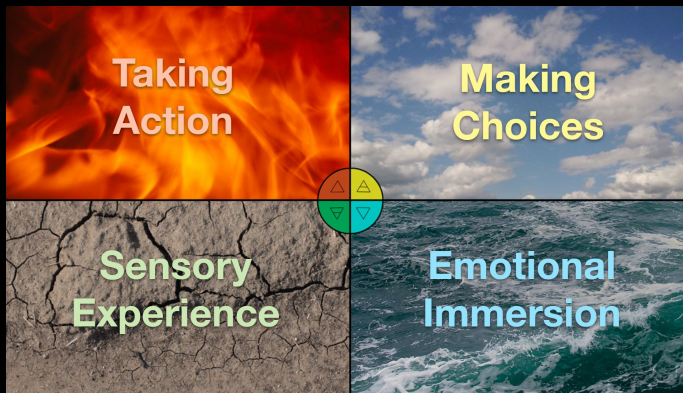 Taking
Action
Making
Choices
Sensory
Experience
Emotional
Immersion